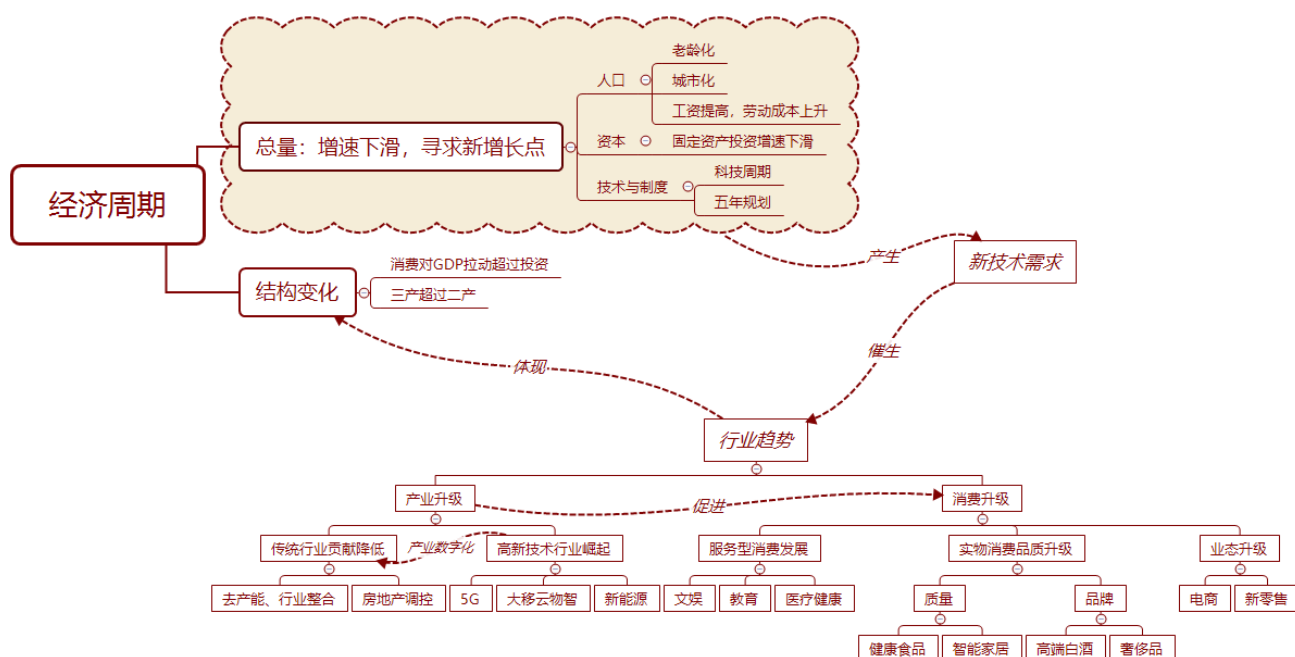 经济周期
总量：增速下滑，寻求新增长点
人口
老龄化
城市化
工资提高，劳动成本上升
资本
固定资产投资增速下滑
技术与制度
科技周期
五年规划
结构变化
消费对GDP拉动超过投资
三产超过二产
产生
新技术需求
催生
体现
行业趋势
产业升级
促进
消费升级
传统行业贡献降低
产业数字化
高新技术行业崛起
服务型消费发展
实物消费品质升级
业态升级
去产能、行业整合
房地产调控
5G
大移云物智
新能源
文娱
教育
医疗健康
质量
品牌
电商
新零售
健康食品
智能家居
高端白酒
奢侈品